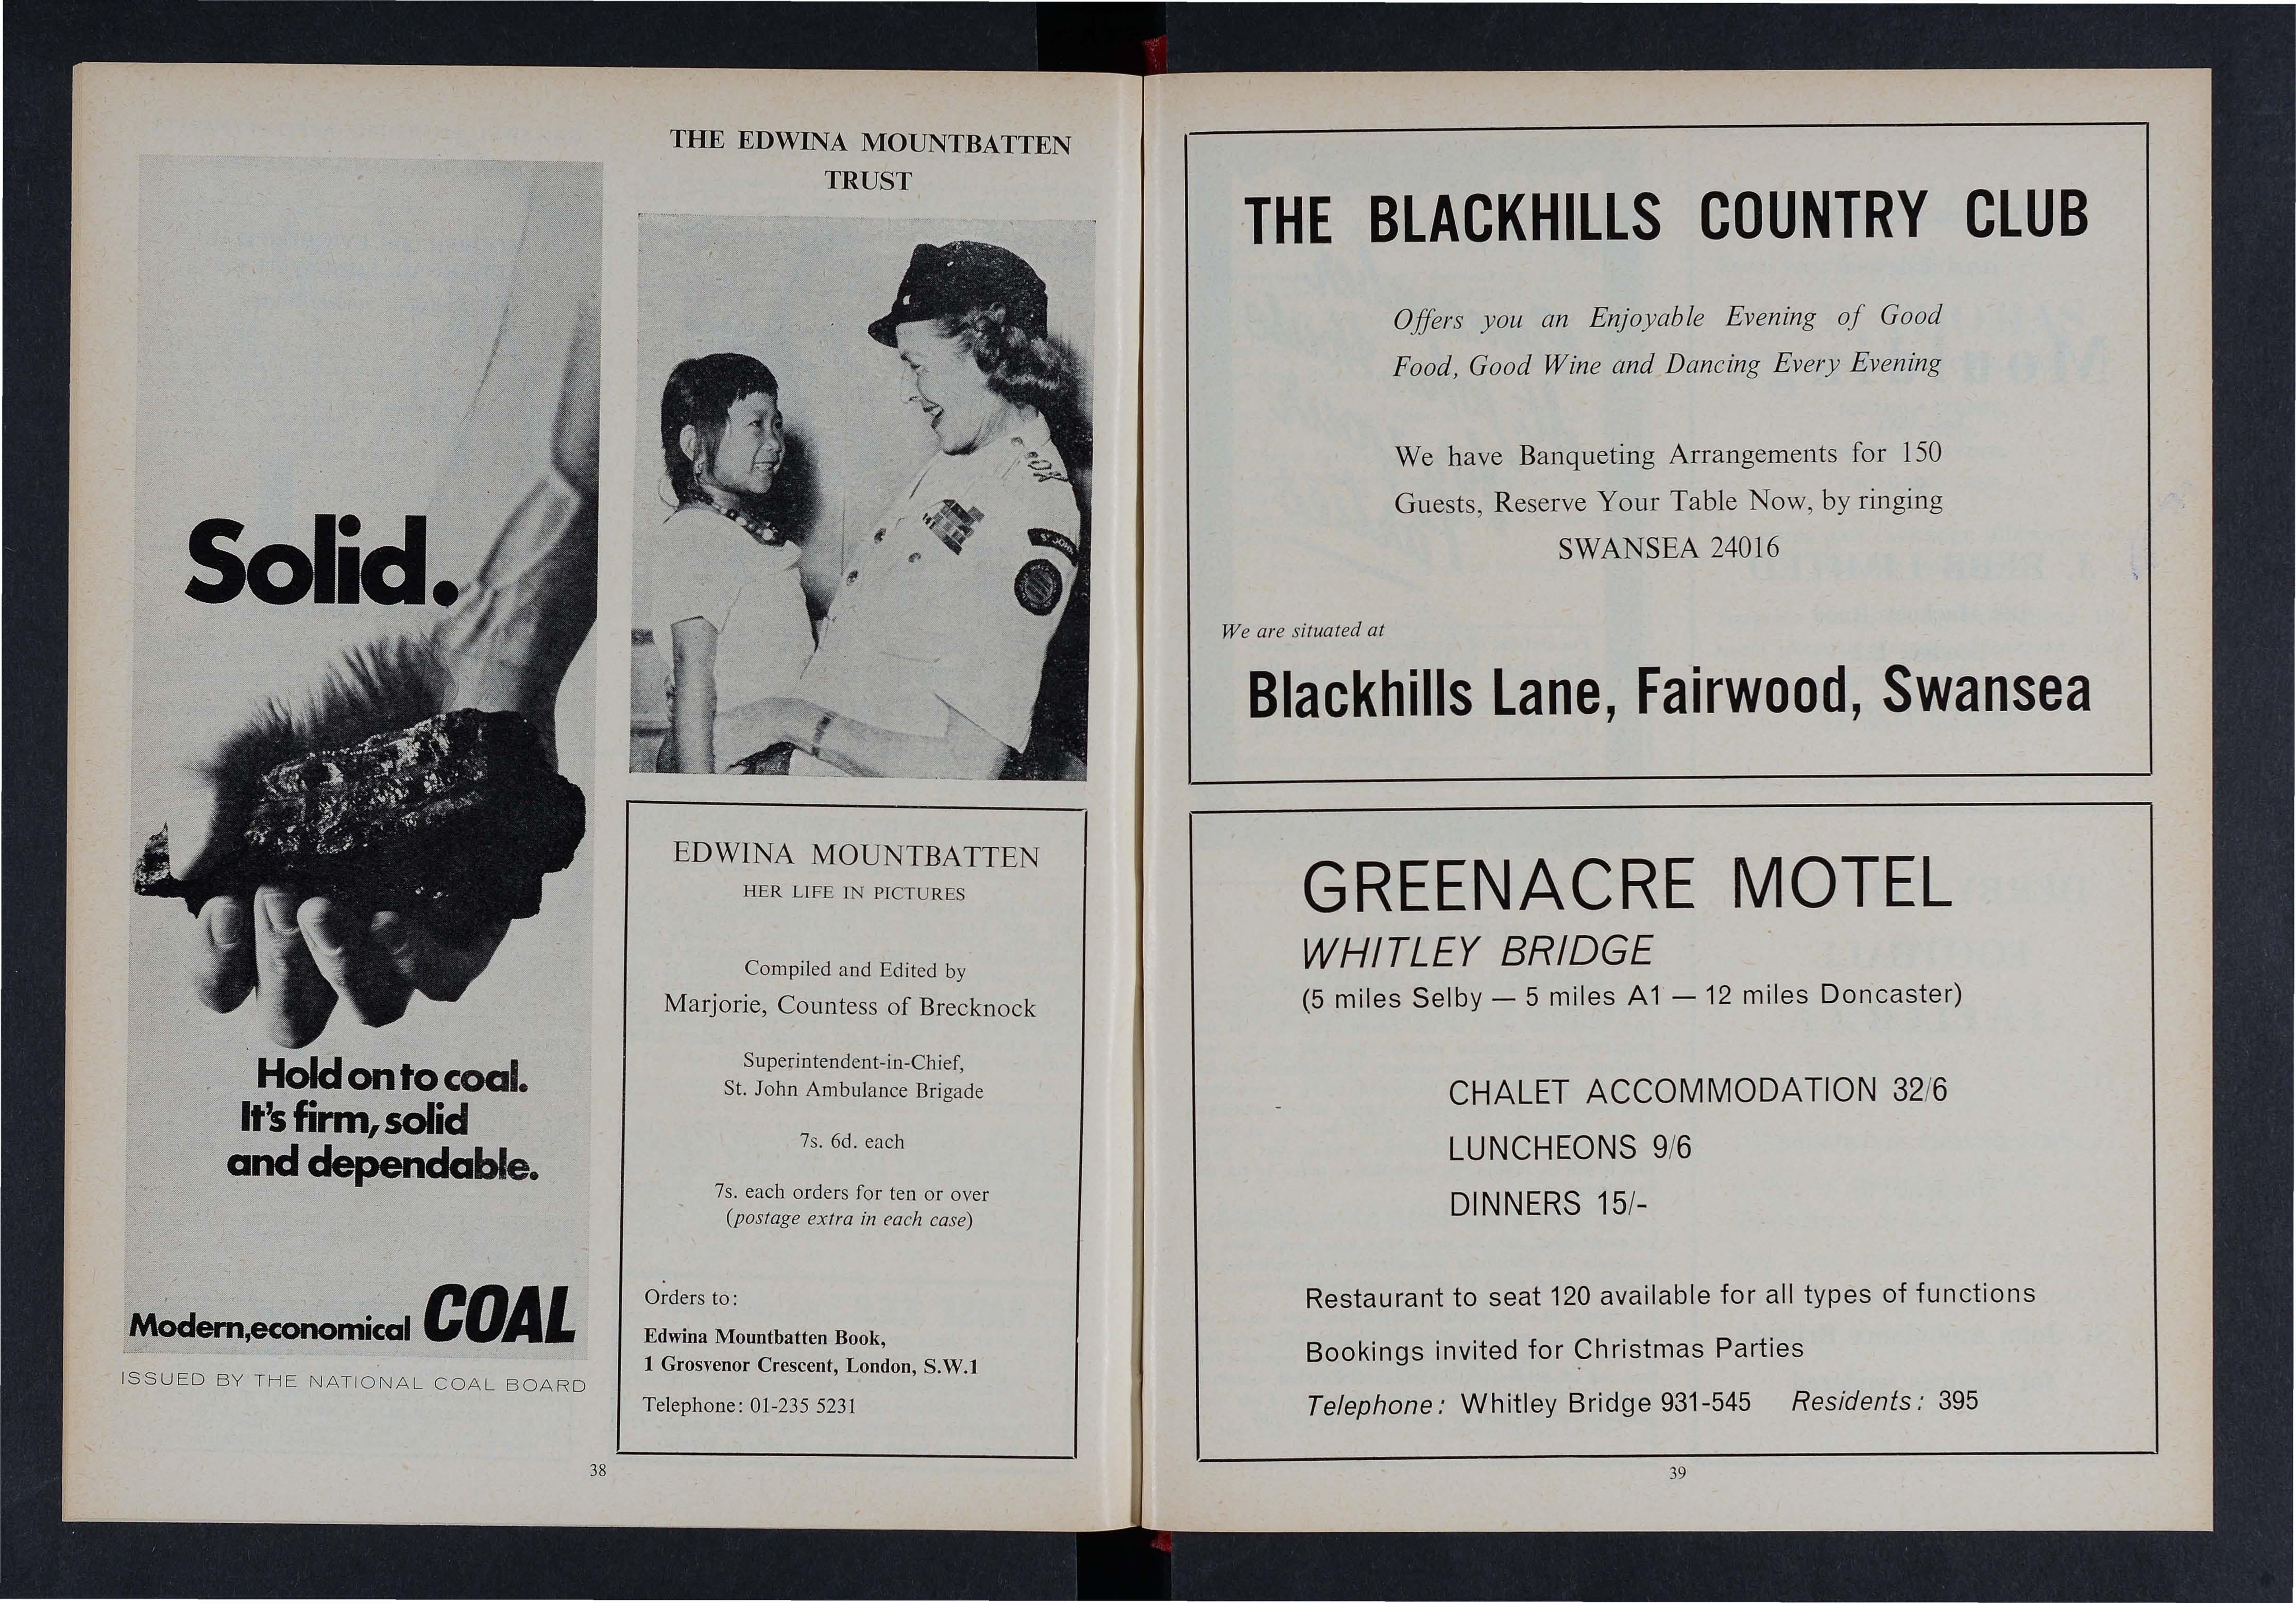 Solid.
Hold on to coal.
It's firm, solid
and dependable.
Modern, economical COAL
ISSUED BY THE NATIONAL COAL BOARD
THE EDWINA MOUNTBATTEN
TRUST
ST JOHN
EDWINA MOUNTBATTEN
HER LIFE IN PICTURES
Compiled and Edited by
Marjorie, Countess of Brecknock
Superintendent-in-Chief,
St. John Ambulance Brigade
7s. 6d. each
7s. each orders for ten or over
(postage extra in each case)
Orders to:
Edwina Mountbatten Book,
1 Grosvenor Crescent, London, S.W.1
Telephone: 01-235 5231
38
THE BLACKHILLS COUNTRY CLUB
Offers you an Enjoyable Evening of Good
Food, Good Wine and Dancing Every Evening
We have Banqueting Arrangements for 150
Guests, Reserve Your Table Now, by ringing
SWANSEA 24016
We are situated at
Blackhills Lane, Fairwood, Swansea
GREENACRE MOTEL
WHITLEY BRIDGE
(5 miles Selby — 5 miles A1 — 12 miles Doncaster)
CHALET ACCOMMODATION 32/6
LUNCHEONS 9/6
DINNERS 15/-
Restaurant to seat 120 available for all types of functions
Bookings invited for Christmas Parties
Telephone: Whitley Bridge 931-545 Residents: 395
39